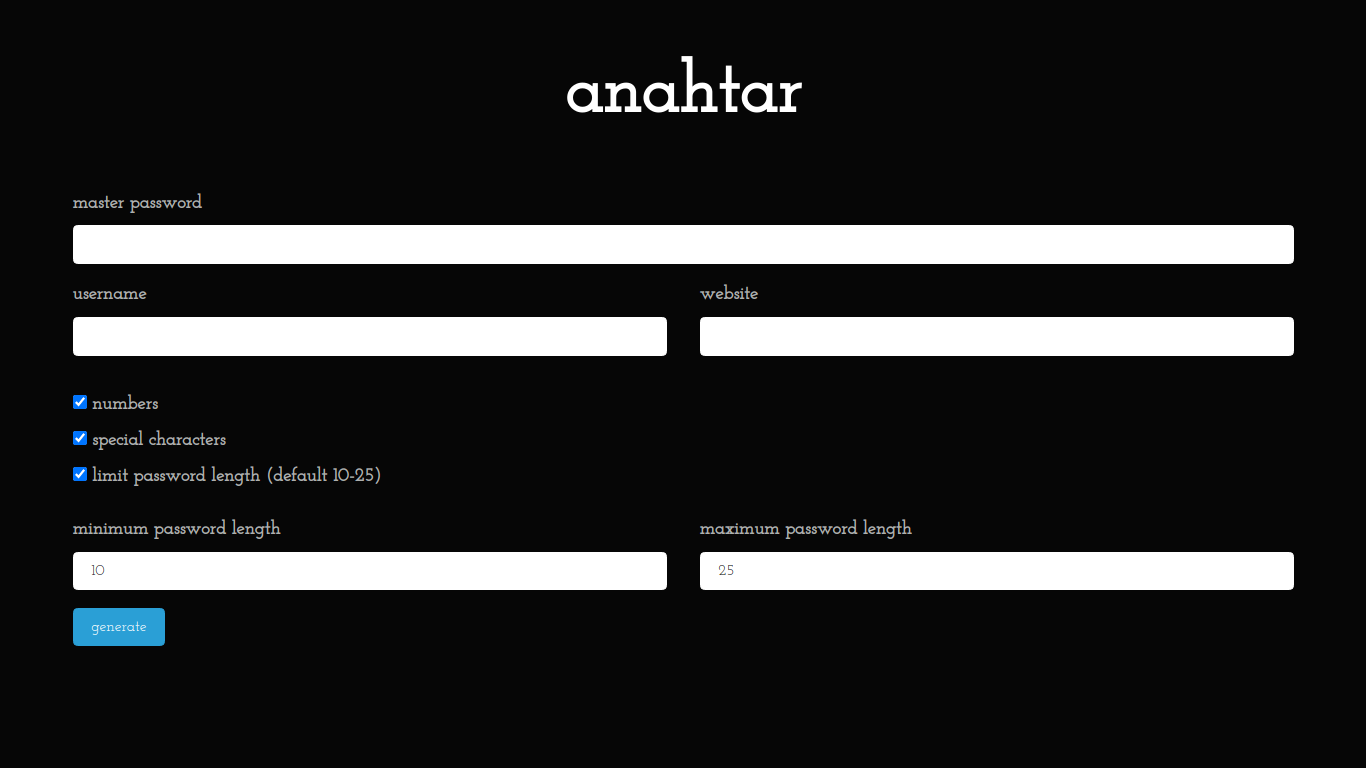 anahtar
master password
username
website
numbers
special characters
limit password length (default 10-25)
minimum password length
maximum password length
10
25
generate